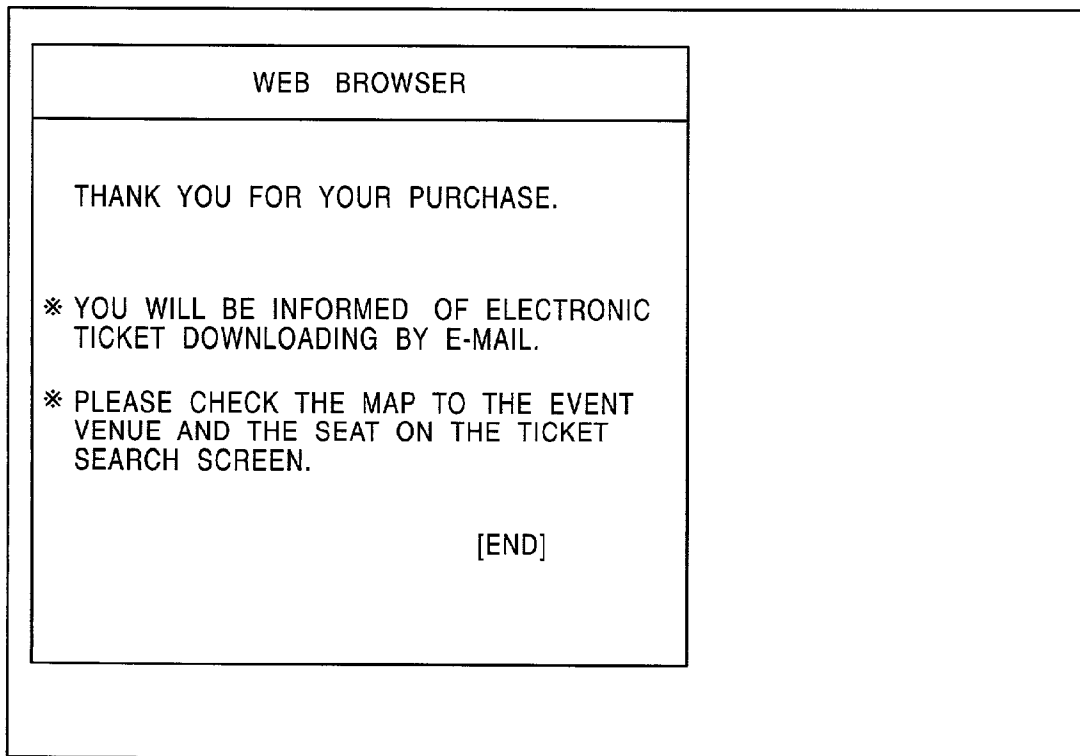 WEB BROWSER
THANK YOU FOR YOUR PURCHASE.
※ YOU WILL BE INFORMED OF ELECTRONIC
TICKET DOWNLOADING BY E-MAIL.
※ PLEASE CHECK THE MAP TO THE EVENT
VENUE AND THE SEAT ON THE TICKET
SEARCH SCREEN.
[END]